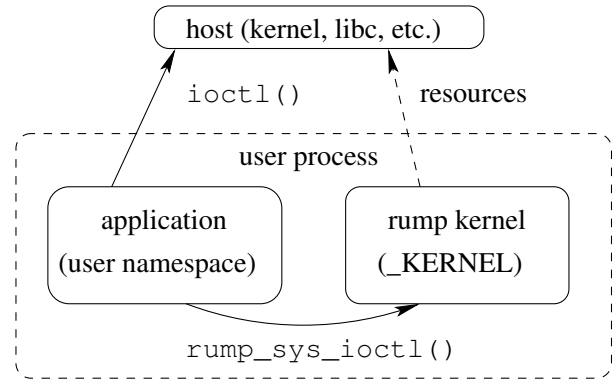 host (kernel, libc, etc.)
ioctl()
resources
user process
application
(user namespace)
rump kernel
(_KERNEL)
rump_sys_ioctl()